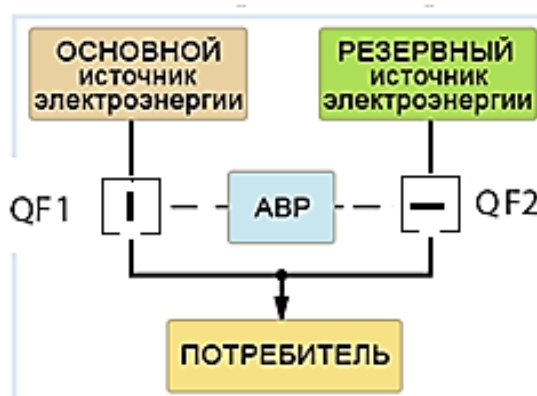 ОСНОВНОЙ
источник
электроэнергии
РЕЗЕРВНЫЙ
источник
электроэнергии
QF1
АВР
QF2
ПОТРЕБИТЕЛЬ